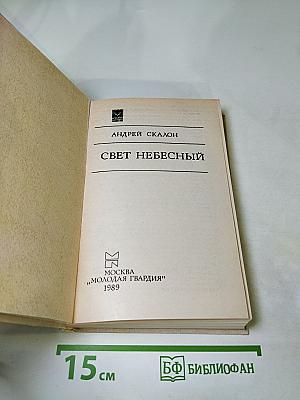 АНДРЕЙ СКАЛОН
СВЕТ НЕБЕСНЫЙ
МОСКВА
„МОЛОДАЯ ГВАРДИЯ"
1989
15 см
БФ БИБЛИОФАН